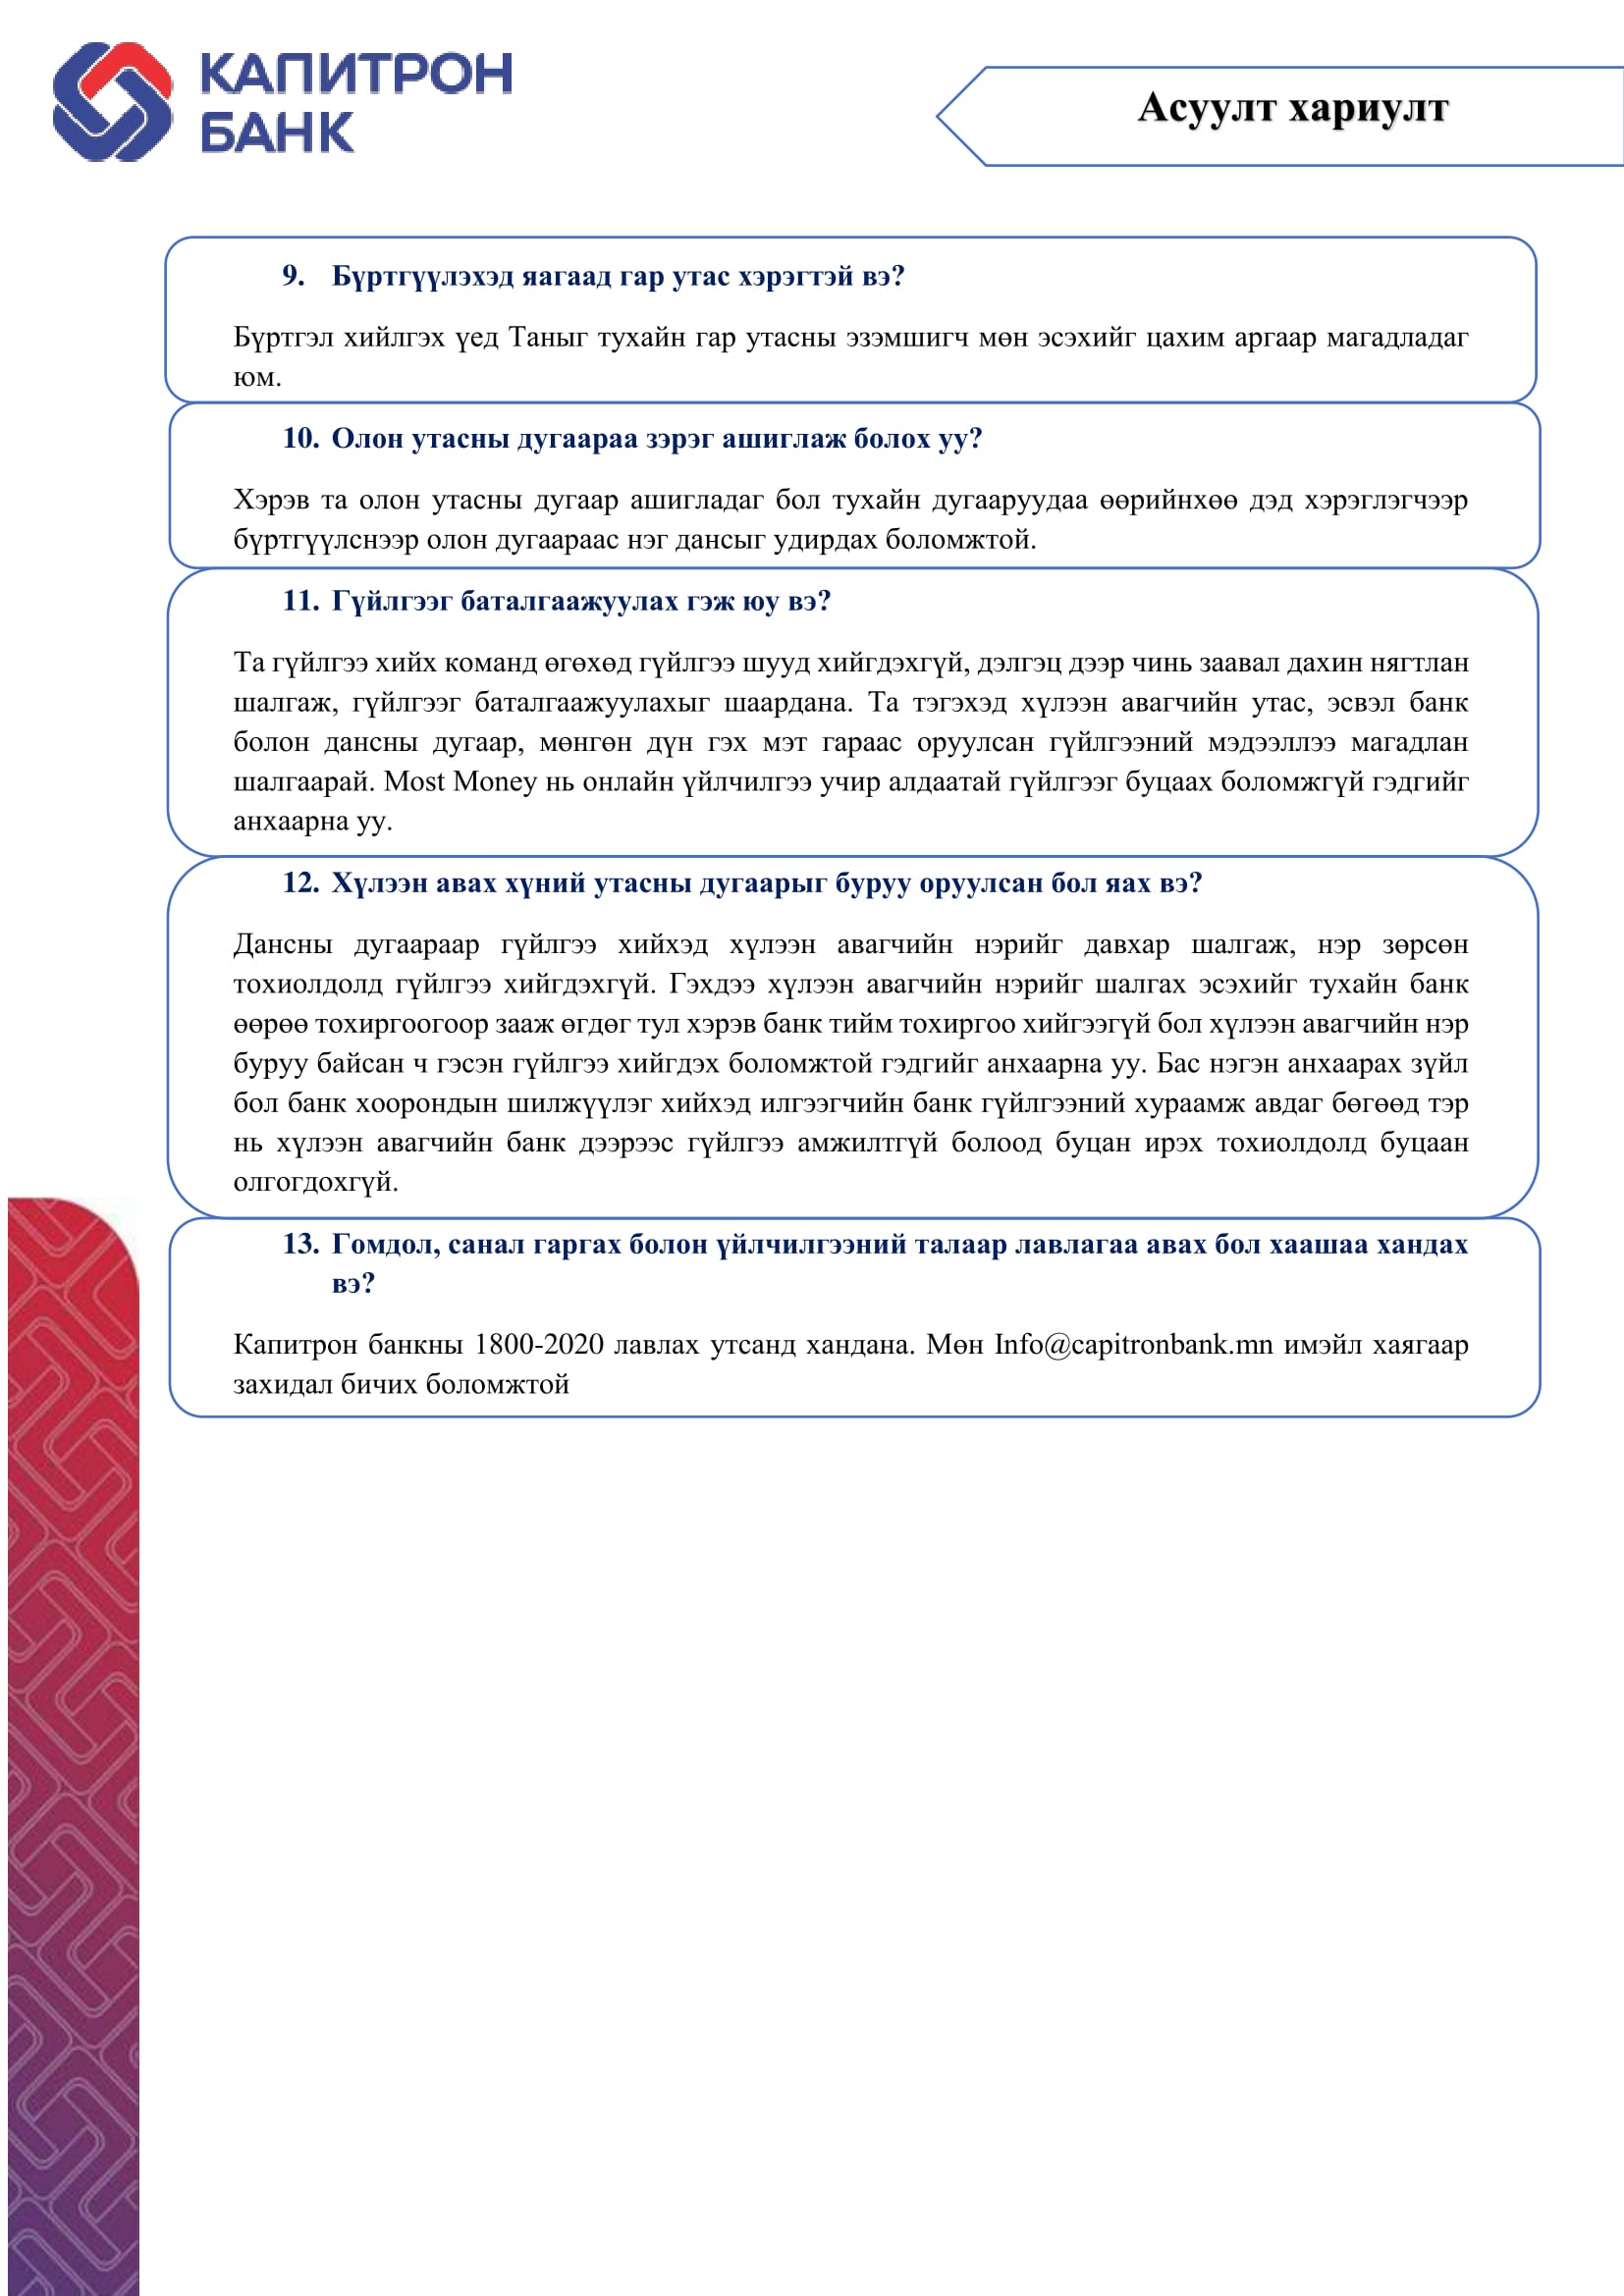 КАПИТРОН
БАНК
Асуулт хариулт
9. Бүртгүүлэхэд яагаад гар утас хэрэгтэй вэ?
Бүртгэл хийлгэх үед Таныг тухайн гар утасны эзэмшигч мөн эсэхийг цахим аргаар магадладаг
юм.
10. Олон утасны дугаараа зэрэг ашиглаж болох уу?
Хэрэв та олон утасны дугаар ашигладаг бол тухайн дугааруудаа өөрийнхөө дэд хэрэглэгчээр
бүртгүүлснээр олон дугаараас нэг дансыг удирдах боломжтой.
11. Гүйлгээг баталгаажуулах гэж юу вэ?
Та гүйлгээ хийх команд өгөхөд гүйлгээ шууд хийгдэхгүй, дэлгэц дээр чинь заавал дахин нягтлан
шалгаж, гүйлгээг баталгаажуулахыг шаардана. Та тэгэхэд хүлээн авагчийн утас, эсвэл банк
болон дансны дугаар, мөнгөн дүн гэх мэт гараас оруулсан гүйлгээний мэдээллээ магадлан
шалгаарай. Most Money нь онлайн үйлчилгээ учир алдаатай гүйлгээг буцаах боломжгүй гэдгийг
анхаарна уу.
12. Хүлээн авах хүний утасны дугаарыг буруу оруулсан бол яах вэ?
Дансны дугаараар гүйлгээ хийхэд хүлээн авагчийн нэрийг давхар шалгаж, нэр зөрсөн
тохиолдолд гүйлгээ хийгдэхгүй. Гэхдээ хүлээн авагчийн нэрийг шалгах эсэхийг тухайн банк
өөрөө тохиргоогоор зааж өгдөг тул хэрэв банк тийм тохиргоо хийгээгүй бол хүлээн авагчийн нэр
буруу байсан ч гэсэн гүйлгээ хийгдэх боломжтой гэдгийг анхаарна уу. Бас нэгэн анхаарах зүйл
бол банк хоорондын шилжүүлэг хийхэд илгээгчийн банк гүйлгээний хураамж авдаг бөгөөд тэр
нь хүлээн авагчийн банк дээрээс гүйлгээ амжилтгүй болоод буцан ирэх тохиолдолд буцаан
олгогдохгүй.
13. Гомдол, санал гаргах болон үйлчилгээний талаар лавлагаа авах бол хаашаа хандах
вэ?
Капитрон банкны 1800-2020 лавлах утсанд хандана. Мөн Info@capitronbank.mn имэйл хаягаар
захидал бичих боломжтой